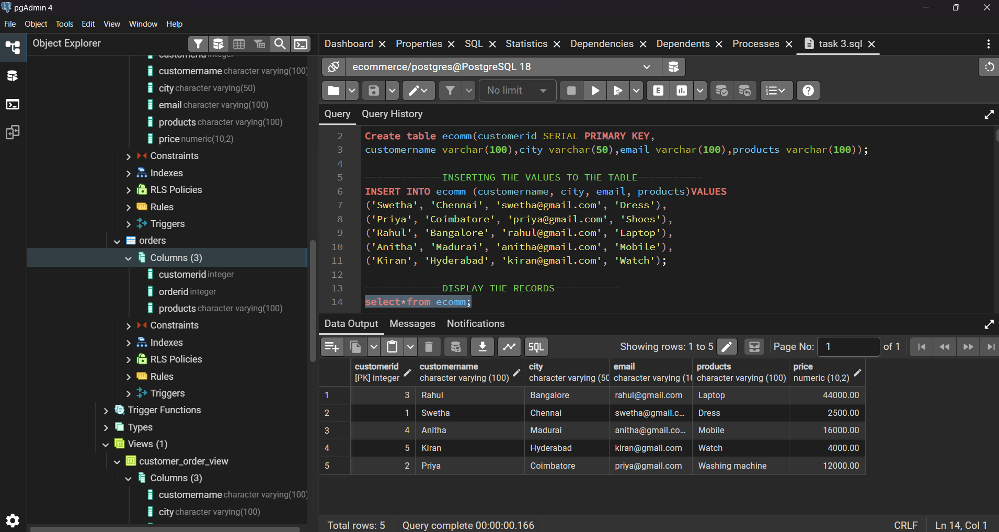 pgAdmin 4
File Object Tools Edit View Window Help
Object Explorer
Dashboard Properties SQL Statistics Dependencies Dependents Processes task 3.sql
customerid integer
customername character varying(100)
city character varying(50)
email character varying(100)
products character varying(100)
price numeric(10,2)
Constraints
Indexes
RLS Policies
Rules
Triggers
orders
Columns (3)
customerid integer
orderid integer
products character varying(100)
Constraints
Indexes
RLS Policies
Rules
Triggers
Trigger Functions
Types
Views (1)
customer_order_view
Columns (3)
customername character varying(100)
city character varying(100)
ecommerce/postgres@PostgreSQL 18
No limit
E
Query Query History
2 Create table ecomm(customerid SERIAL PRIMARY KEY,
3 customername varchar(100),city varchar(50),email varchar(100),products varchar(100));
4
5 -------------INSERTING THE VALUES TO THE TABLE-----------
6 INSERT INTO ecomm (customername, city, email, products)VALUES
7 ('Swetha', 'Chennai', 'swetha@gmail.com', 'Dress'),
8 ('Priya', 'Coimbatore', 'priya@gmail.com', 'Shoes'),
9 ('Rahul', 'Bangalore', 'rahul@gmail.com', 'Laptop'),
10 ('Anitha', 'Madurai', 'anitha@gmail.com', 'Mobile'),
11 ('Kiran', 'Hyderabad', 'kiran@gmail.com', 'Watch');
12
13 -------------DISPLAY THE RECORDS-----------
14 select*from ecomm;
Data Output Messages Notifications
SQL Showing rows: 1 to 5 Page No: 1 of 1
customerid customername city email products price
[PK] integer character varying (100) character varying (50 character varying (10 character varying (100) numeric (10,2)
1 3 Rahul Bangalore rahul@gmail.com Laptop 44000.00
2 1 Swetha Chennai swetha@gmail.c... Dress 2500.00
3 4 Anitha Madurai anitha@gmail.co... Mobile 16000.00
4 5 Kiran Hyderabad kiran@gmail.com Watch 4000.00
5 2 Priya Coimbatore priya@gmail.com Washing machine 12000.00
Total rows: 5 Query complete 00:00:00.166 CRLF Ln 14, Col 1